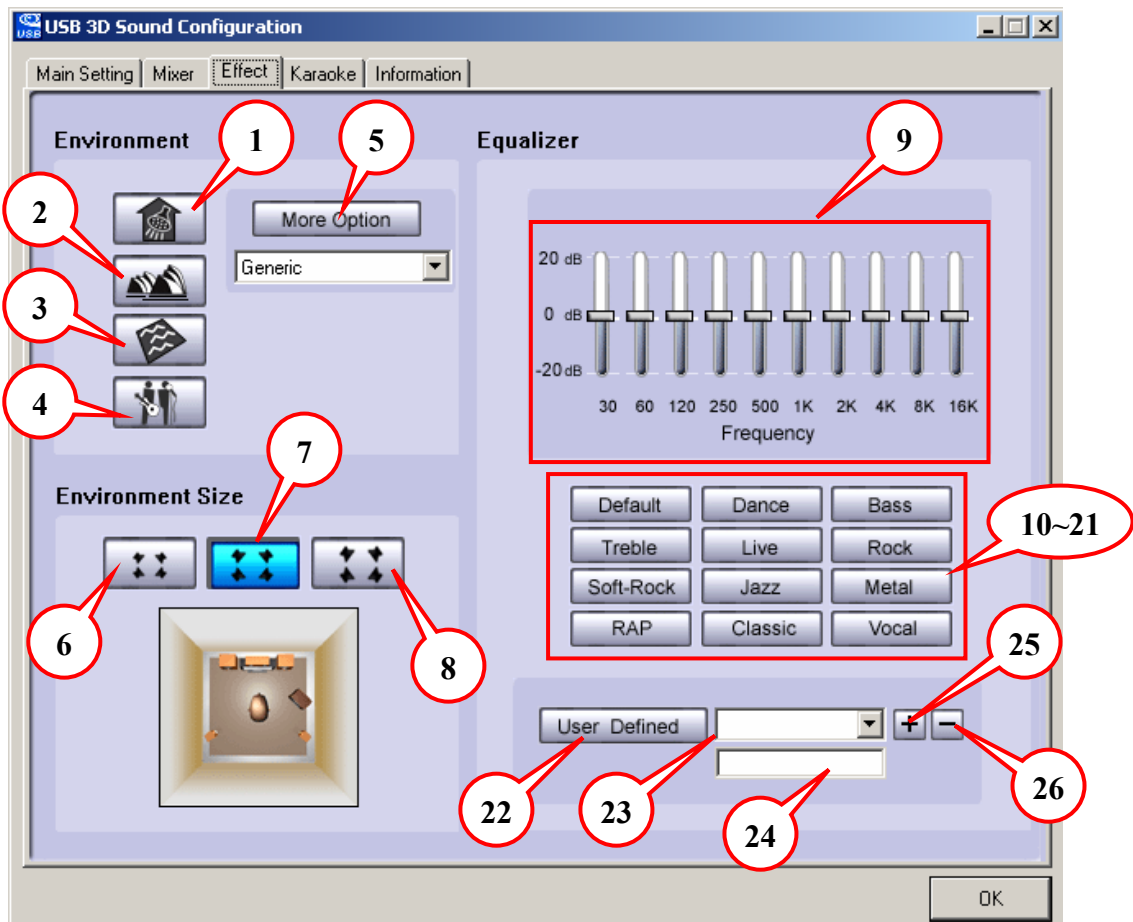 USB 3D Sound Configuration
USB
Main Setting Mixer Effect Karaoke Information
Environment
1
5
Equalizer
9
2
More Option
Generic
3
4
20 dB
0 dB
-20 dB
30 60 120 250 500 1K 2K 4K 8K 16K
Frequency
7
Environment Size
Default Dance Bass
Treble Live Rock
Soft-Rock Jazz Metal
RAP Classic Vocal
10~21
6
8
25
User Defined
22
23
24
26
OK